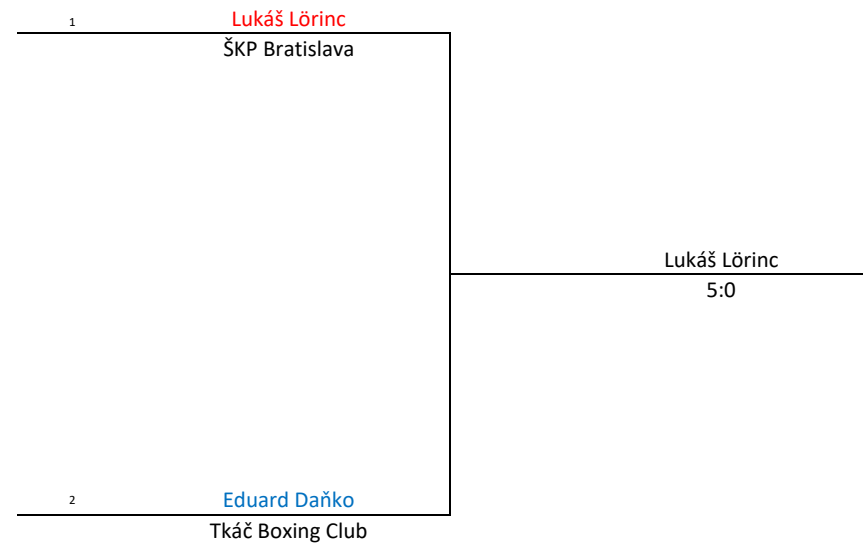 1 Lukáš Lörinc
ŠKP Bratislava
Lukáš Lörinc
5:0
2 Eduard Daňko
Tkáč Boxing Club